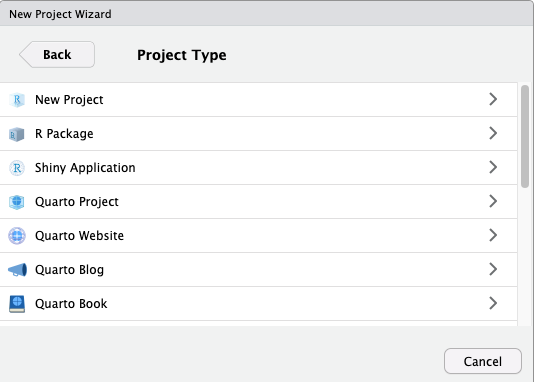 New Project Wizard
Back
Project Type
New Project
R Package
Shiny Application
Quarto Project
Quarto Website
Quarto Blog
Quarto Book
Cancel